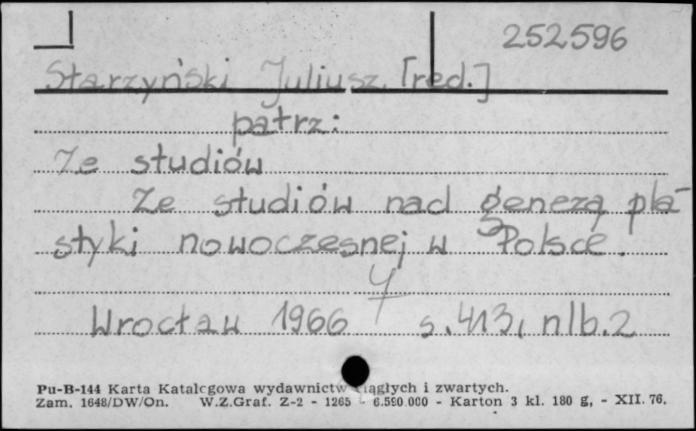 252596
Starzyński Juliusz [red.]
patrz:
Ze studiów
Ze studiów nad genezą pla-
styki nowoczesnej w Polsce.
Wrocław 1966 s. 413, nlb. 2
Pu-B-144 Karta Katalogowa wydawnictw ciągłych i zwartych.
Zam. 1648/DW/On. W.Z.Graf. Z-2 - 1265 - 6.590.000 - Karton 3 kl. 180 g, - XII. 76.